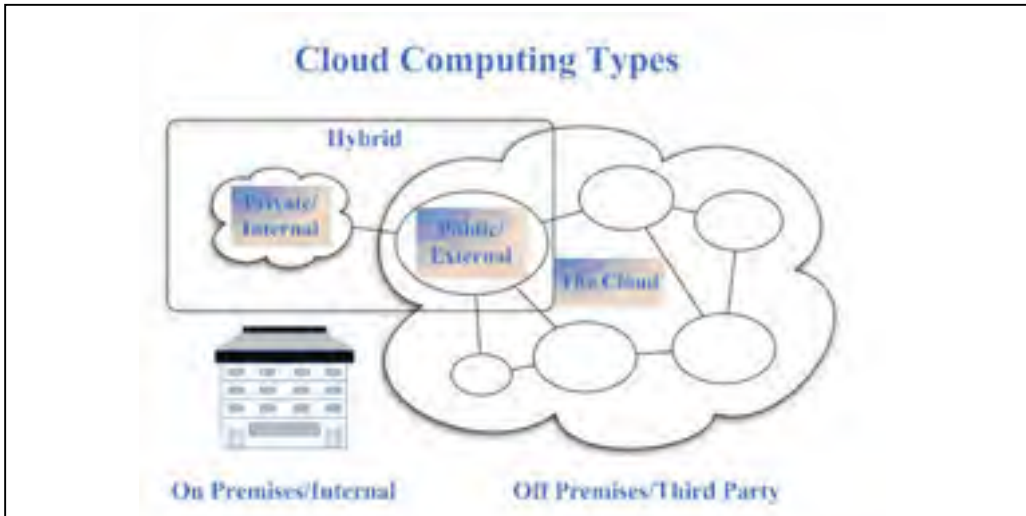 Cloud Computing Types
Hybrid
Private/
Internal
Public/
External
The Cloud
On Premises/Internal
Off Premises/Third Party